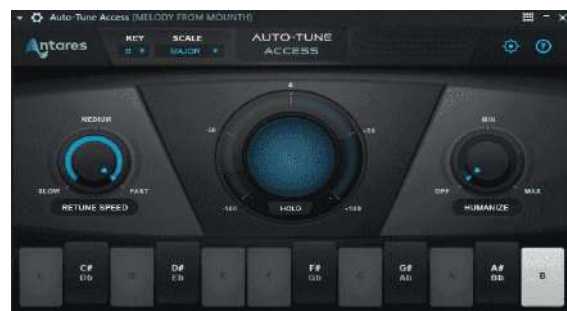 Auto-Tune Access (MELODY FROM MOUNTH)
Antares
KEY SCALE
B MAJOR
AUTO-TUNE
ACCESS
0
-50 +50
-100 +100
HOLD
MEDIUM
SLOW FAST
RETUNE SPEED
MIN
OFF MAX
HUMANIZE
C# D# F# G# A# B
Db Eb Gb Ab Bb